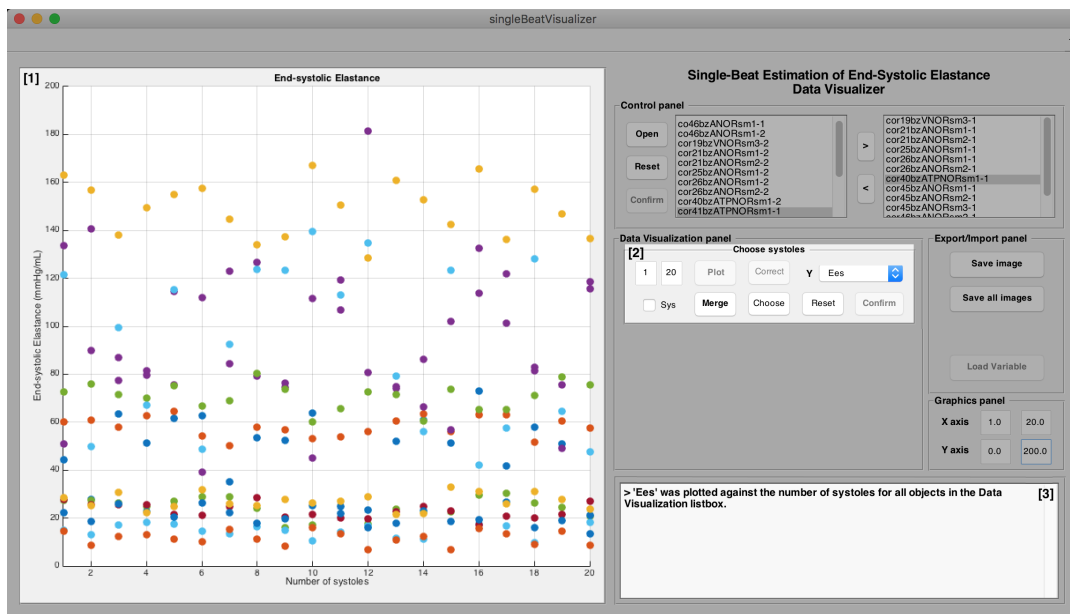 singleBeatVisualizer
[1]
End-systolic Elastance
200
180
160
140
120
100
80
60
40
20
0
End-systolic Elastance (mmHg/mL)
2 4 6 8 10 12 14 16 18 20
Number of systoles
Single-Beat Estimation of End-Systolic Elastance
Data Visualizer
Control panel
Open
Reset
Confirm
co46bzANORsm1-1
co46bzANORsm1-2
cor19bzVNORsm3-2
cor21bzANORsm1-2
cor21bzANORsm2-2
cor25bzANORsm1-2
cor26bzANORsm1-2
cor26bzANORsm2-2
cor40bzATPNORsm1-2
cor41bzATPNORsm1-1
>
<
cor19bzVNORsm3-1
cor21bzANORsm1-1
cor21bzANORsm2-1
cor25bzANORsm1-1
cor26bzANORsm1-1
cor26bzANORsm2-1
cor40bzATPNORsm1-1
cor45bzANORsm1-1
cor45bzANORsm2-1
cor45bzANORsm3-1
cor46bzANORsm2-1
Data Visualization panel
[2]
Choose systoles
1 20 Plot Correct Y Ees
Sys Merge Choose Reset Confirm
Export/Import panel
Save image
Save all images
Load Variable
Graphics panel
X axis 1.0 20.0
Y axis 0.0 200.0
> 'Ees' was plotted against the number of systoles for all objects in the Data
Visualization listbox.
[3]